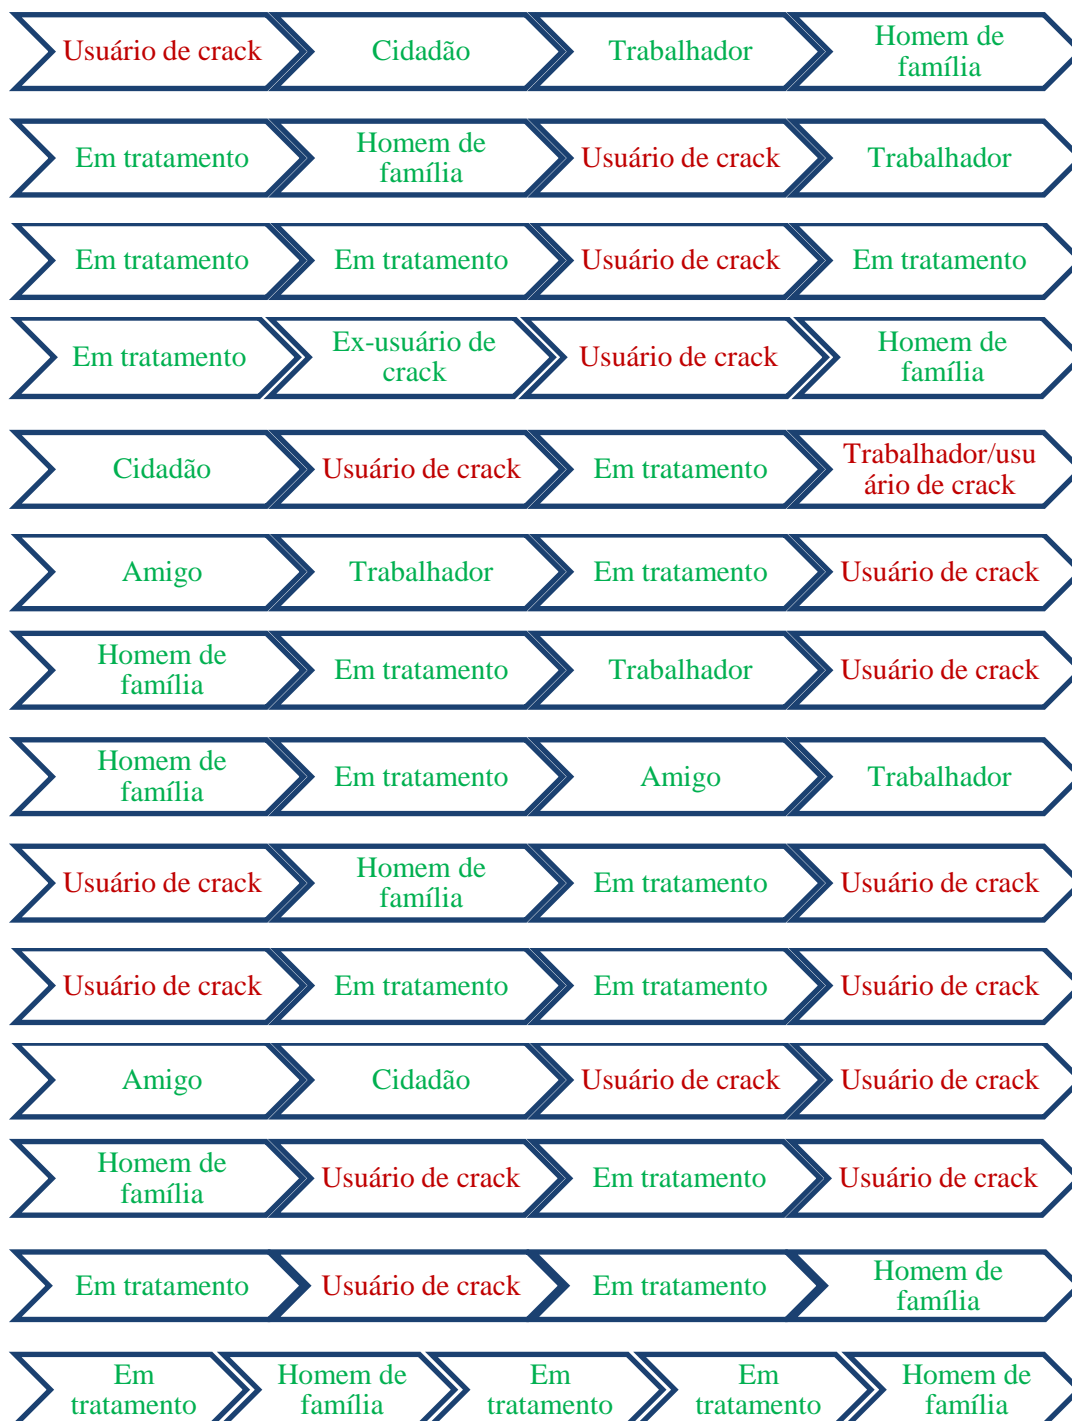 Usuário de crack
Cidadão
Trabalhador
Homem de
família
Em tratamento
Homem de
família
Usuário de crack
Trabalhador
Em tratamento
Em tratamento
Usuário de crack
Em tratamento
Em tratamento
Ex-usuário de
crack
Usuário de crack
Homem de
família
Cidadão
Usuário de crack
Em tratamento
Trabalhador/usu
ário de crack
Amigo
Trabalhador
Em tratamento
Usuário de crack
Homem de
família
Em tratamento
Trabalhador
Usuário de crack
Homem de
família
Em tratamento
Amigo
Trabalhador
Usuário de crack
Homem de
família
Em tratamento
Usuário de crack
Usuário de crack
Em tratamento
Em tratamento
Usuário de crack
Amigo
Cidadão
Usuário de crack
Usuário de crack
Homem de
família
Usuário de crack
Em tratamento
Usuário de crack
Em tratamento
Usuário de crack
Em tratamento
Homem de
família
Em
tratamento
Homem de
família
Em
tratamento
Em
tratamento
Homem de
família